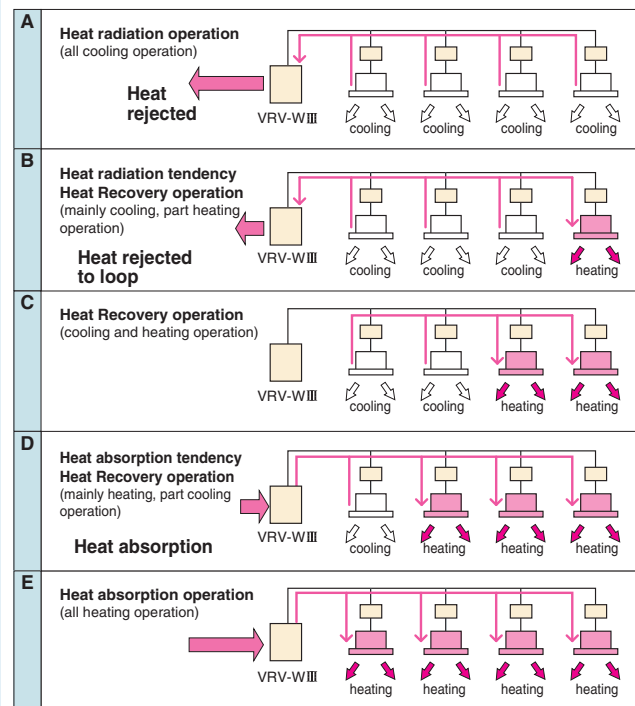 A
Heat radiation operation
(all cooling operation)
Heat
rejected
VRV-WIII
cooling
cooling
cooling
cooling
B
Heat radiation tendency
Heat Recovery operation
(mainly cooling, part heating
operation)
Heat rejected
to loop
VRV-WIII
cooling
cooling
cooling
heating
C
Heat Recovery operation
(cooling and heating operation)
VRV-WIII
cooling
cooling
heating
heating
D
Heat absorption tendency
Heat Recovery operation
(mainly heating, part cooling
operation)
Heat absorption
VRV-WIII
cooling
heating
heating
heating
E
Heat absorption operation
(all heating operation)
VRV-WIII
heating
heating
heating
heating